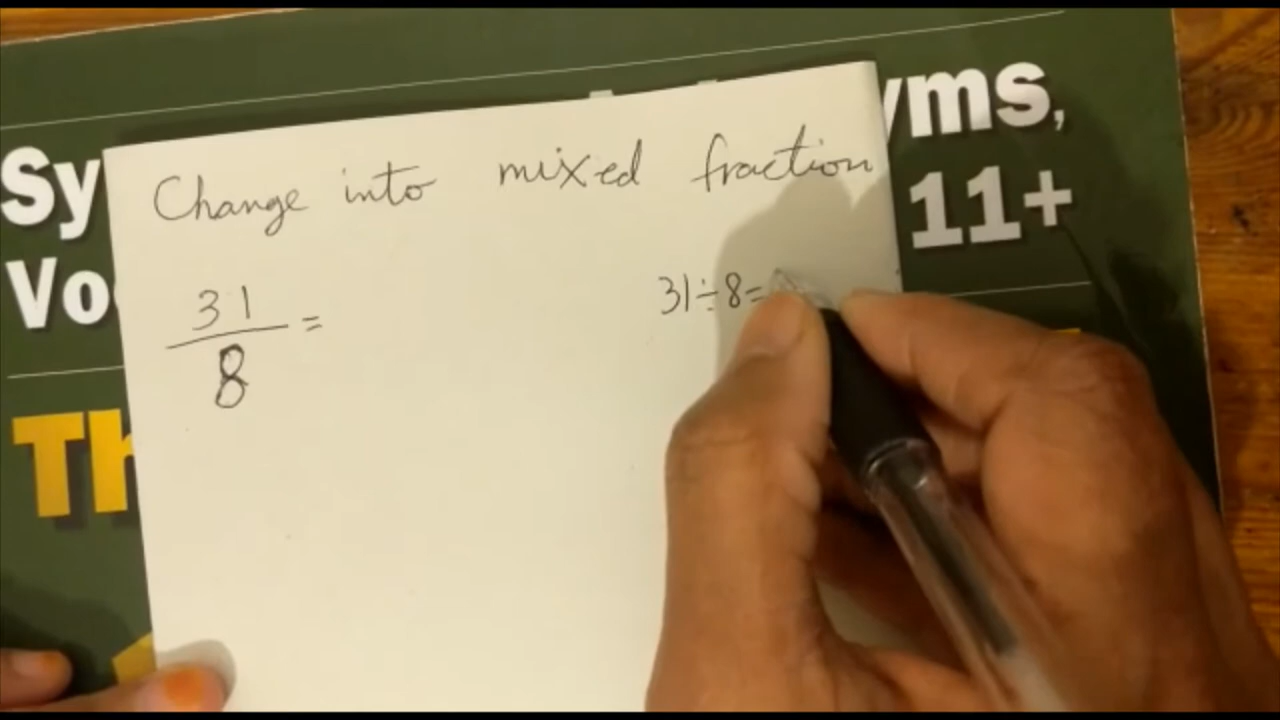 yms,
Sy
Change into mixed fraction
11+
Vo
31
8
=
31÷8=
Th